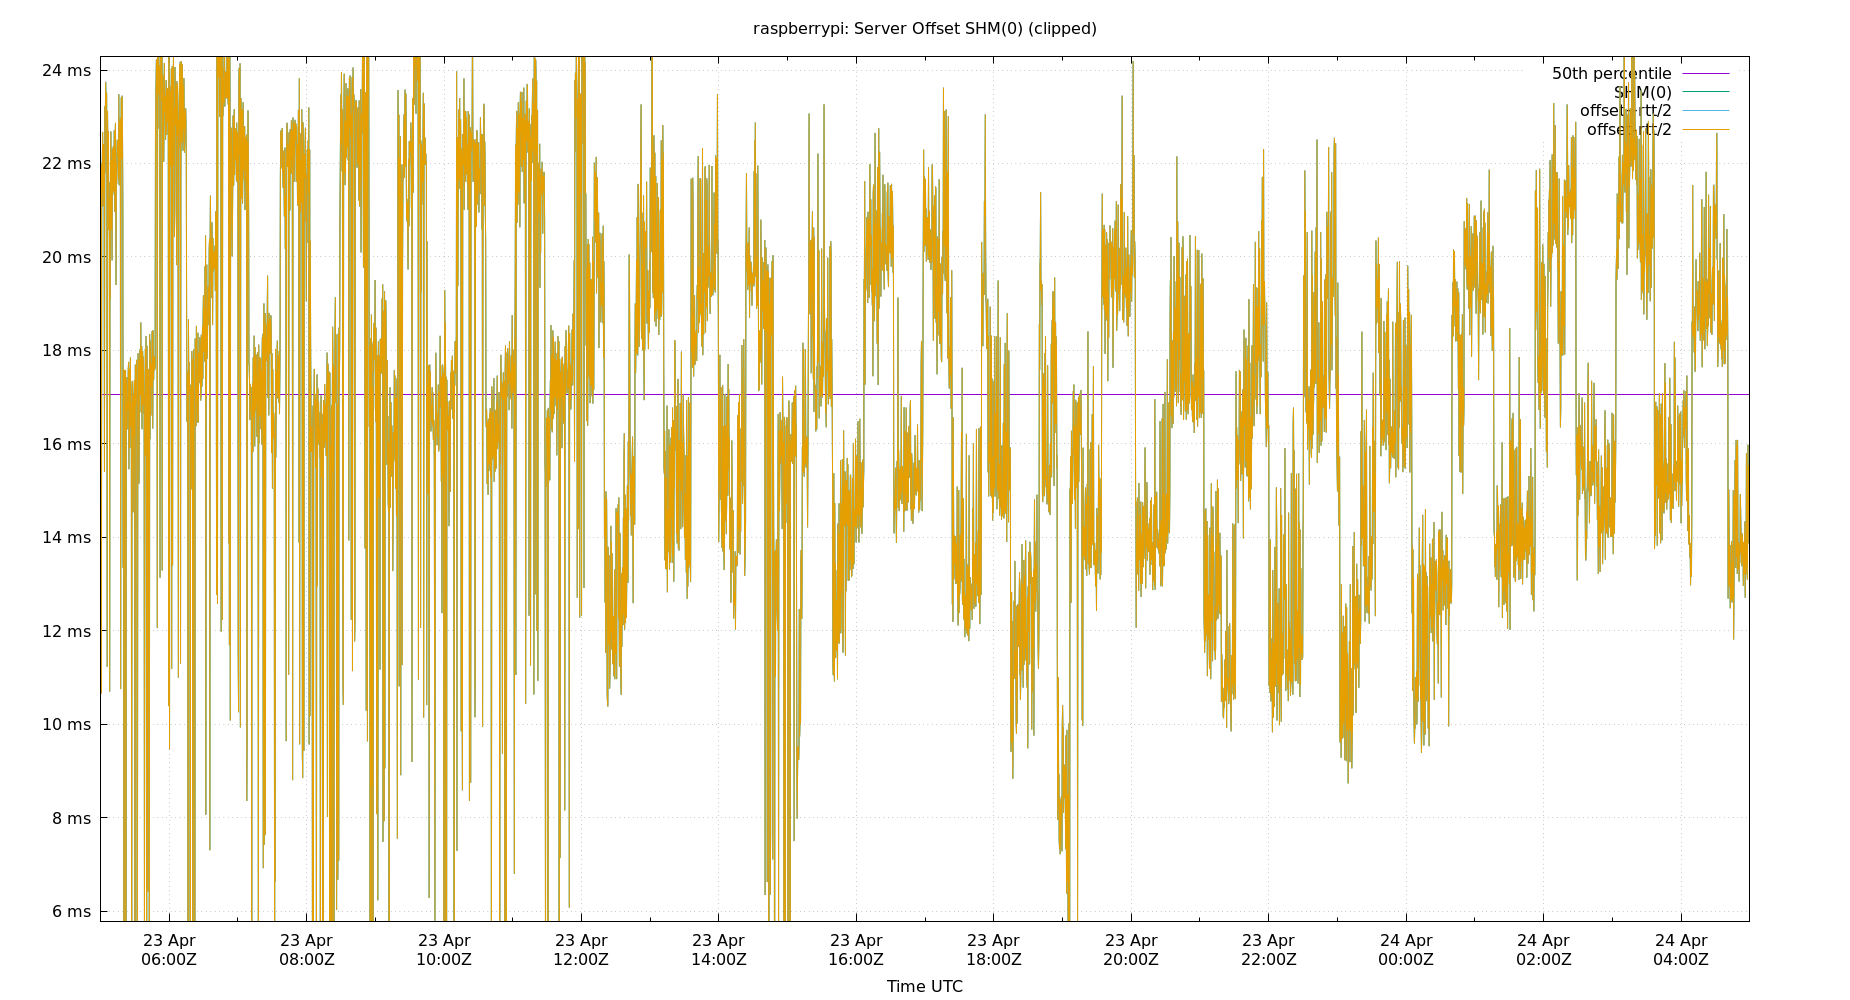 raspberrypi: Server Offset SHM(0) (clipped)
24 ms
22 ms
20 ms
18 ms
16 ms
14 ms
12 ms
10 ms
8 ms
6 ms
50th percentile
SHM(0)
offset-rtt/2
offset+rtt/2
23 Apr 23 Apr 23 Apr 23 Apr 23 Apr 23 Apr 23 Apr 23 Apr 23 Apr 24 Apr 24 Apr 24 Apr
06:00Z 08:00Z 10:00Z 12:00Z 14:00Z 16:00Z 18:00Z 20:00Z 22:00Z 00:00Z 02:00Z 04:00Z
Time UTC